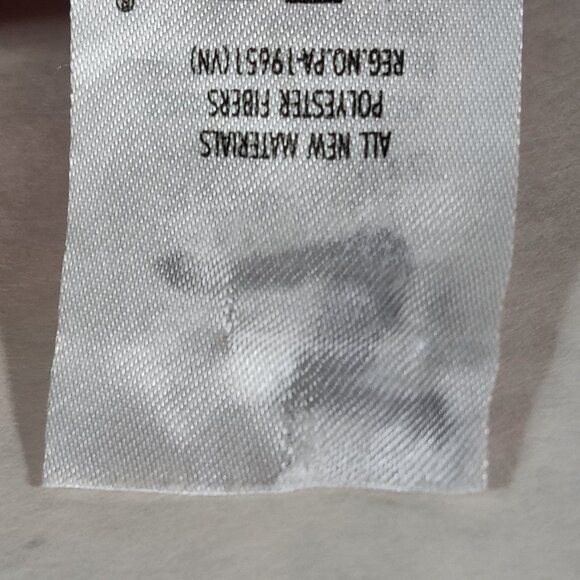 ALL NEW MATERIALS
POLYESTER FIBERS
REG.NO.PA-19651(VN)
®